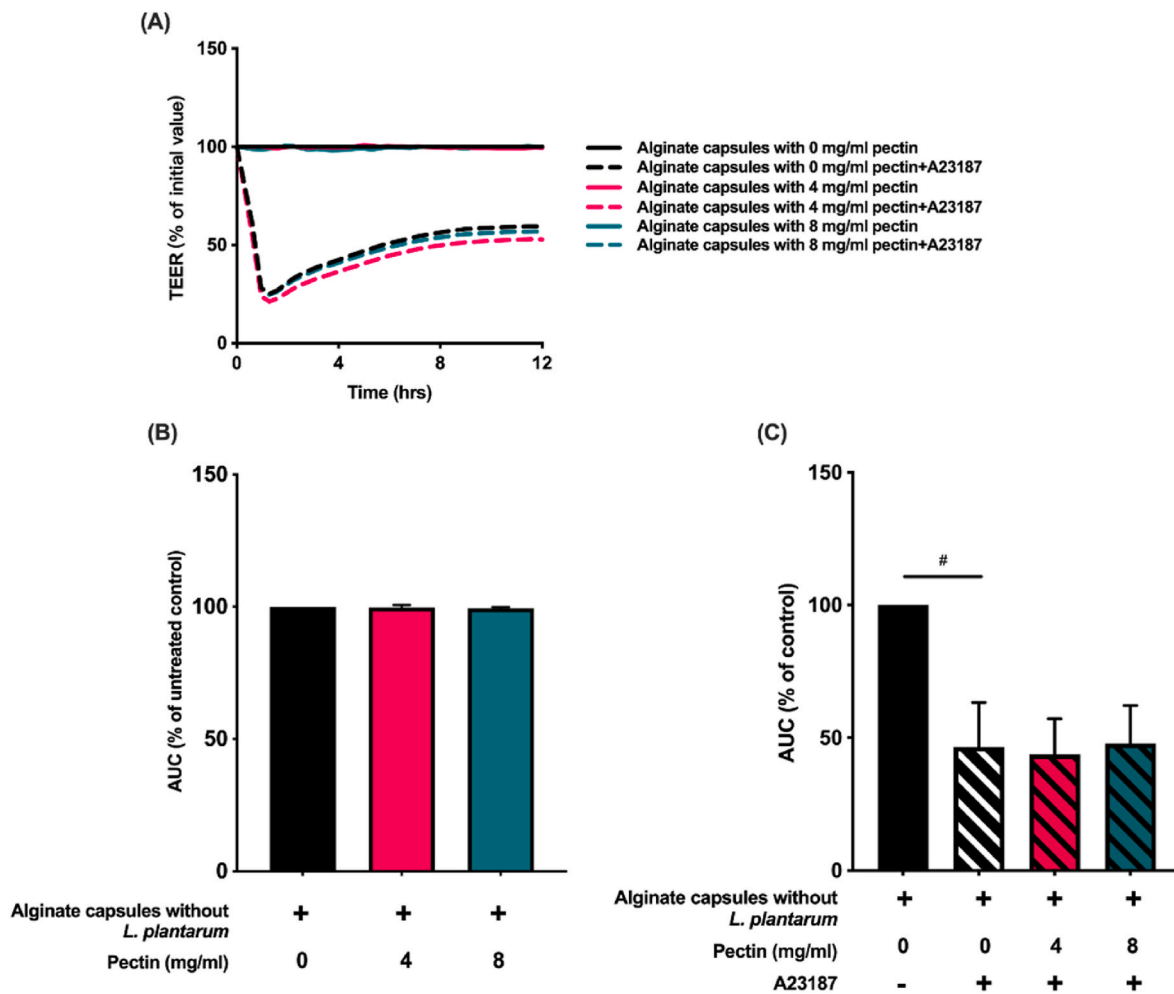 (A)
150
100
50
0
TEER (% of initial value)
0 4 8 12
Time (hrs)
Alginate capsules with 0 mg/ml pectin
Alginate capsules with 0 mg/ml pectin+A23187
Alginate capsules with 4 mg/ml pectin
Alginate capsules with 4 mg/ml pectin+A23187
Alginate capsules with 8 mg/ml pectin
Alginate capsules with 8 mg/ml pectin+A23187
(B)
150
100
50
0
AUC (% of untreated control)
Alginate capsules without + + +
L. plantarum
Pectin (mg/ml) 0 4 8
(C)
150
100
50
0
AUC (% of control)
#
Alginate capsules without + + + +
L. plantarum
Pectin (mg/ml) 0 0 4 8
A23187 - + + +